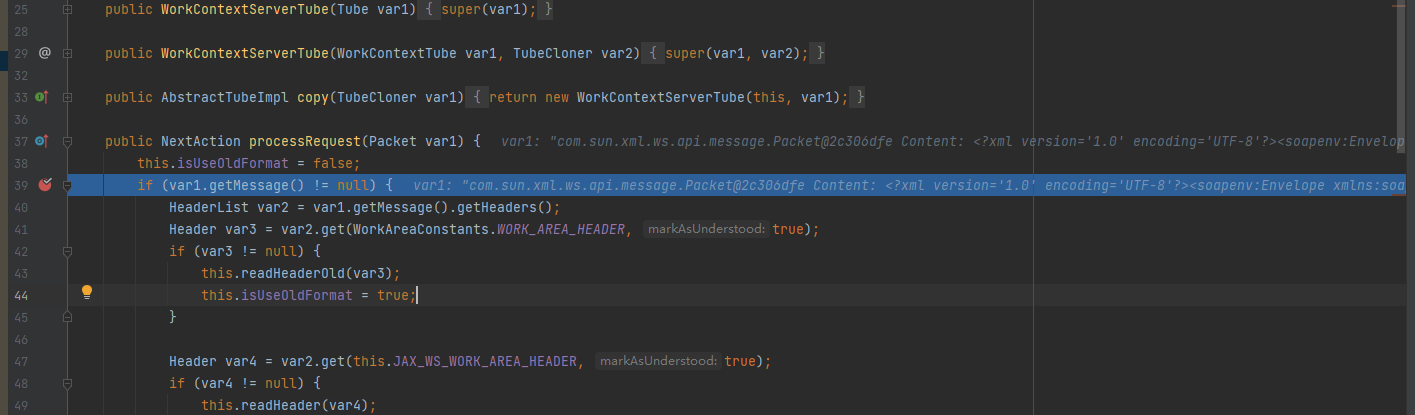 25 public WorkContextServerTube(Tube var1) { super(var1); }
28
29 @ public WorkContextServerTube(WorkContextTube var1, TubeCloner var2) { super(var1, var2); }
32
33 public AbstractTubeImpl copy(TubeCloner var1) { return new WorkContextServerTube(this, var1); }
36
37 public NextAction processRequest(Packet var1) { var1: "com.sun.xml.ws.api.message.Packet@2c306dfe Content: <?xml version='1.0' encoding='UTF-8'?><soapenv:Envelop
38 this.isUseOldFormat = false;
39 if (var1.getMessage() != null) { var1: "com.sun.xml.ws.api.message.Packet@2c306dfe Content: <?xml version='1.0' encoding='UTF-8'?><soapenv:Envelope xmlns:soa
40 HeaderList var2 = var1.getMessage().getHeaders();
41 Header var3 = var2.get(WorkAreaConstants.WORK_AREA_HEADER, markAsUnderstood: true);
42 if (var3 != null) {
43 this.readHeaderOld(var3);
44 this.isUseOldFormat = true;
45 }
46
47 Header var4 = var2.get(this.JAX_WS_WORK_AREA_HEADER, markAsUnderstood: true);
48 if (var4 != null) {
49 this.readHeader(var4);